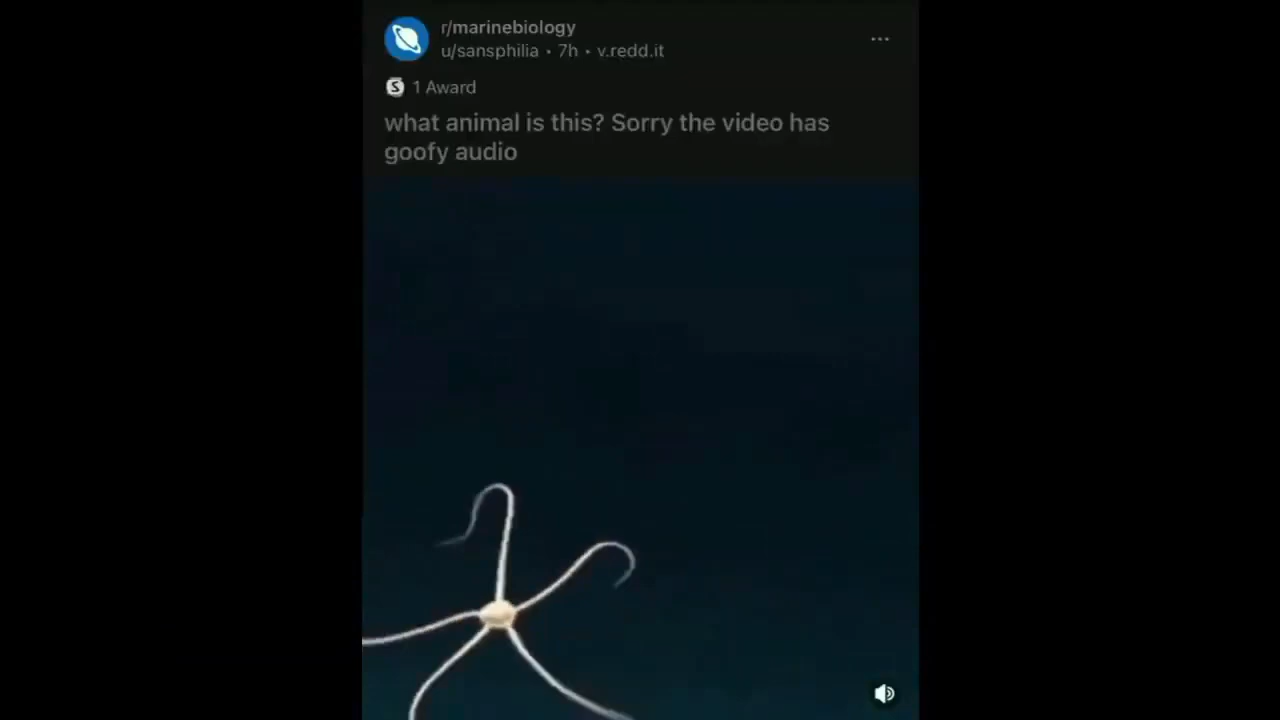 r/marinebiology
u/sansphilia • 7h • v.redd.it
1 Award
what animal is this? Sorry the video has
goofy audio